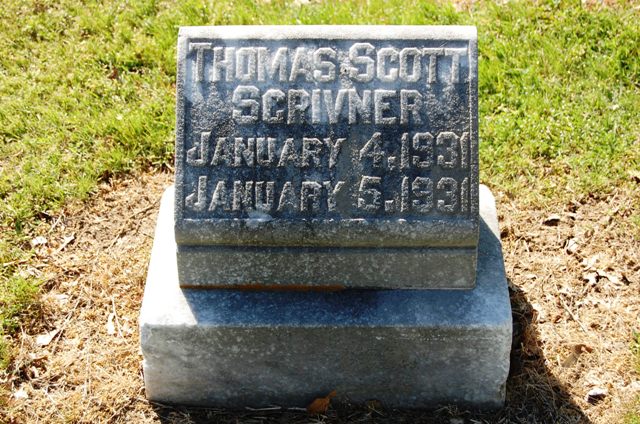 THOMAS SCOTT
SCRIVNER
JANUARY 4, 1931
JANUARY 5, 1931